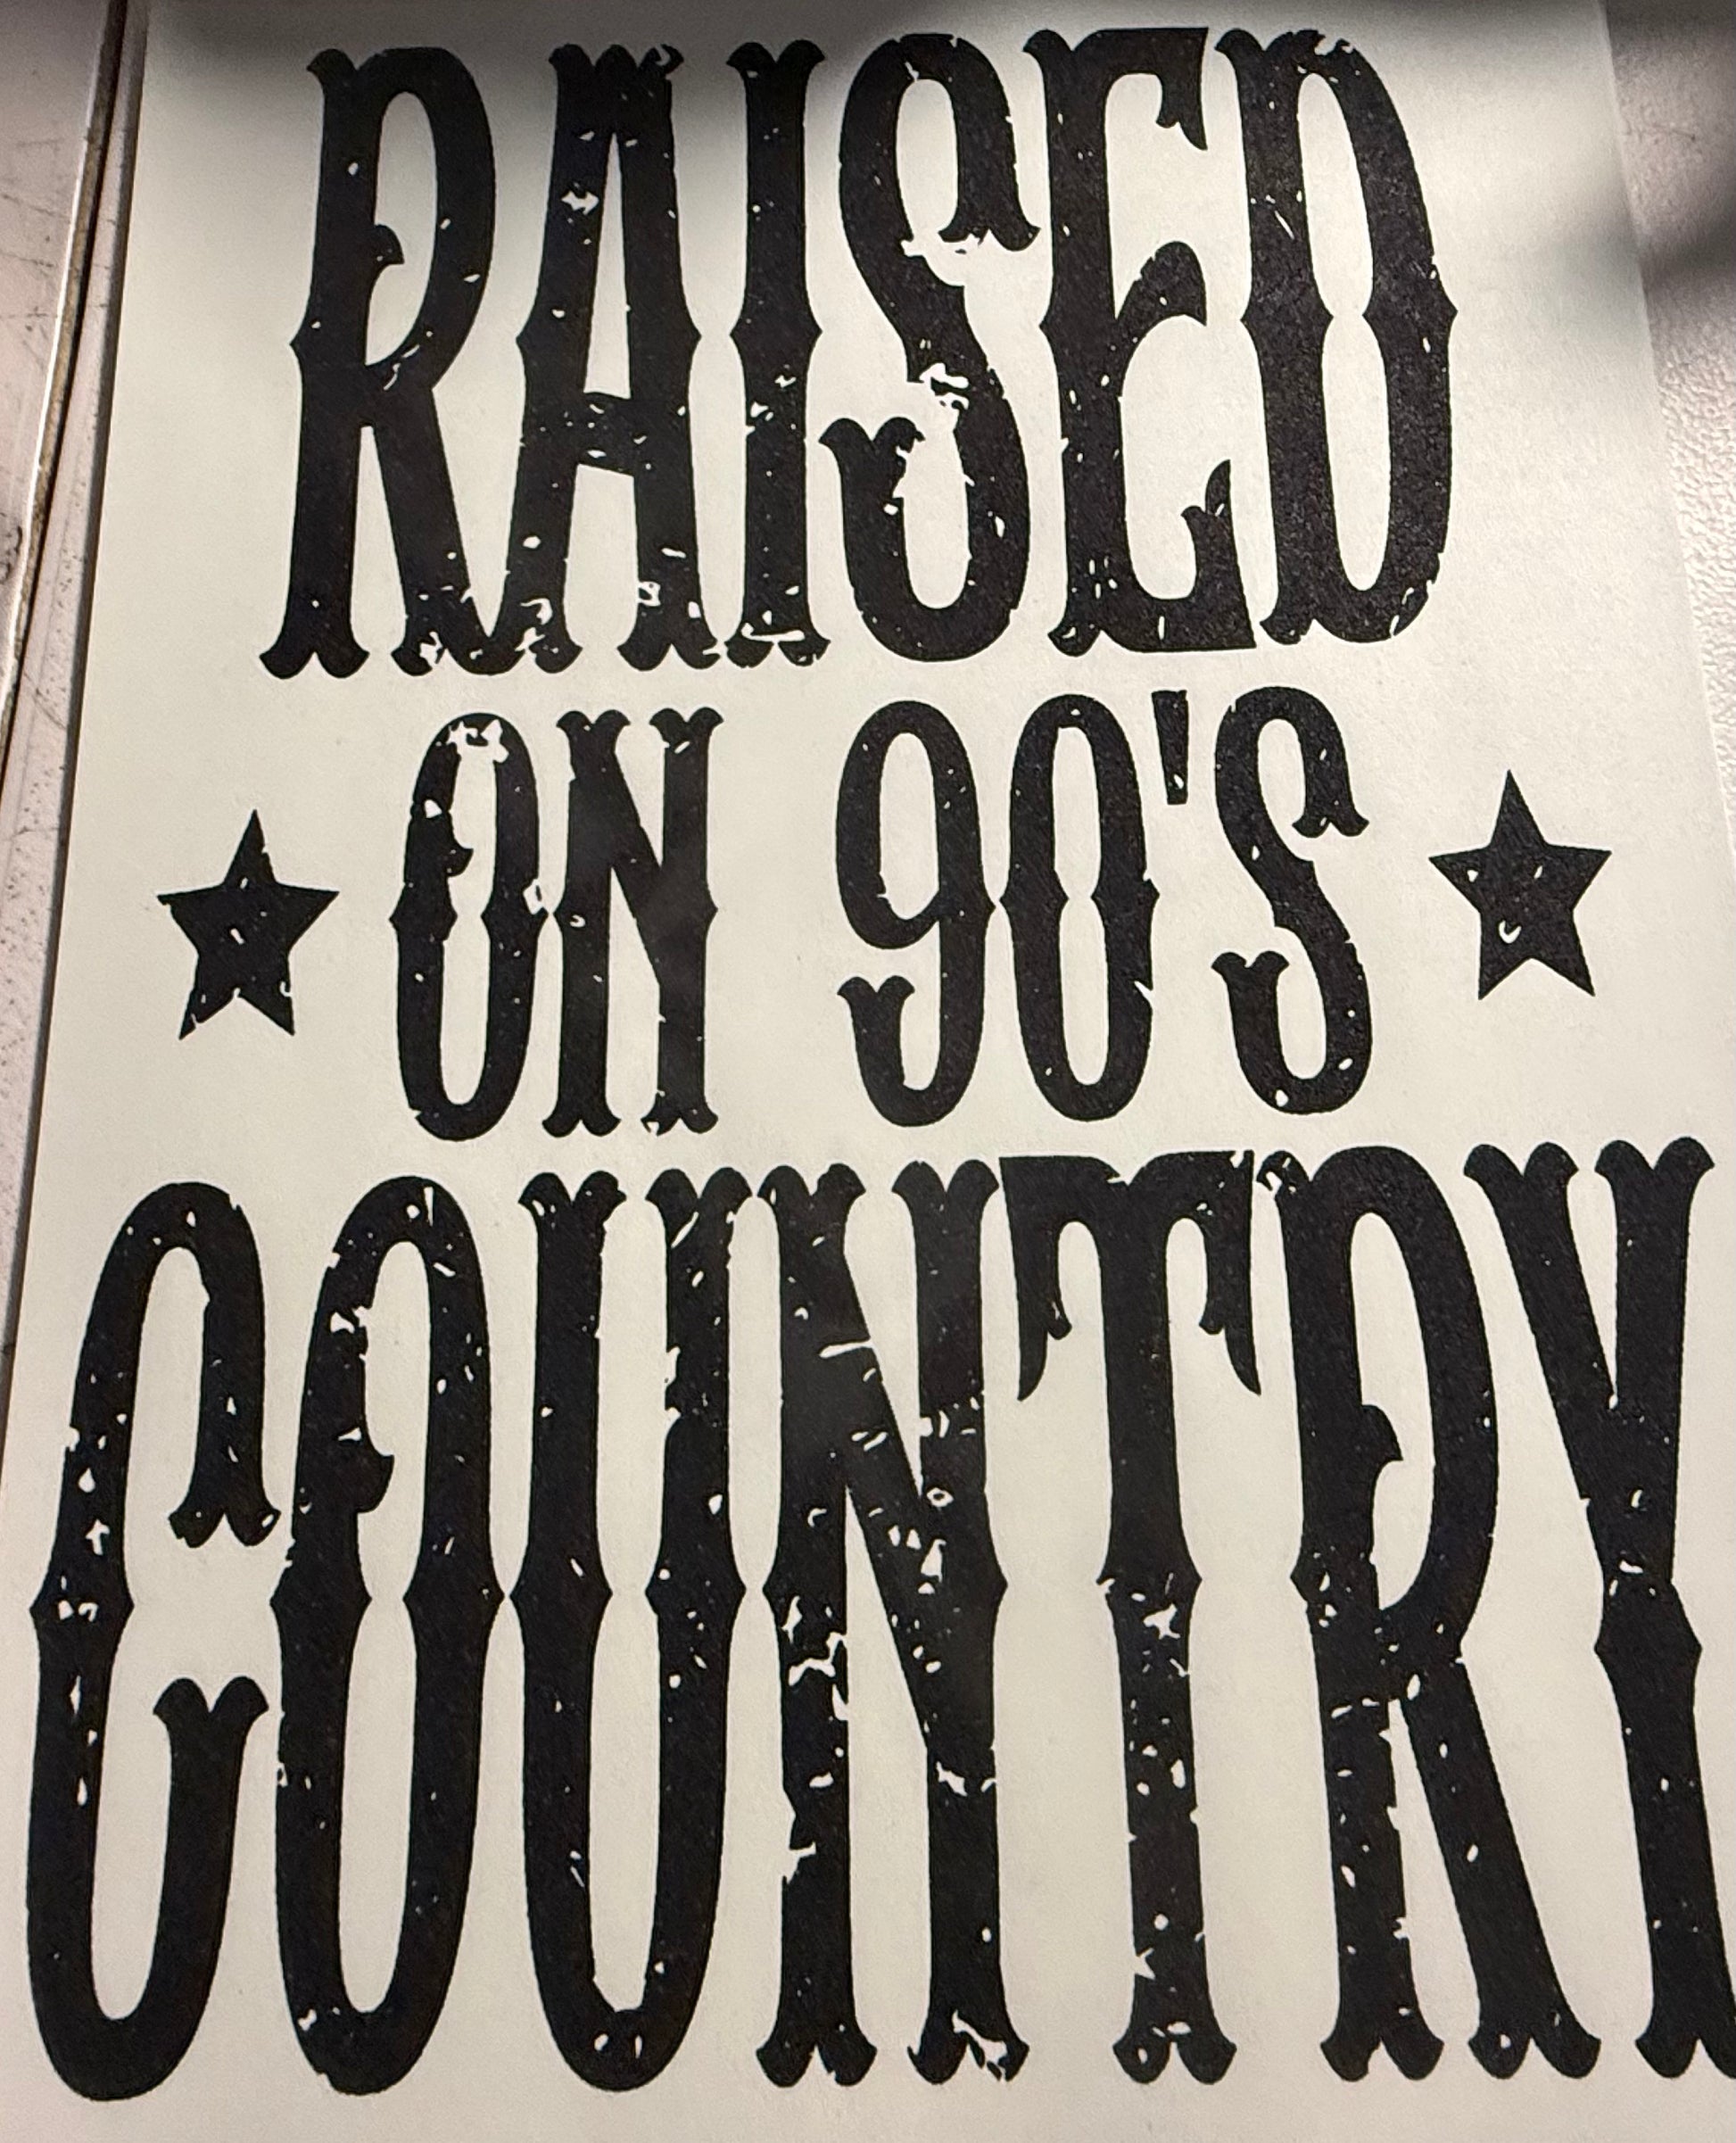 RAISED
ON 90'S
COUNTRY